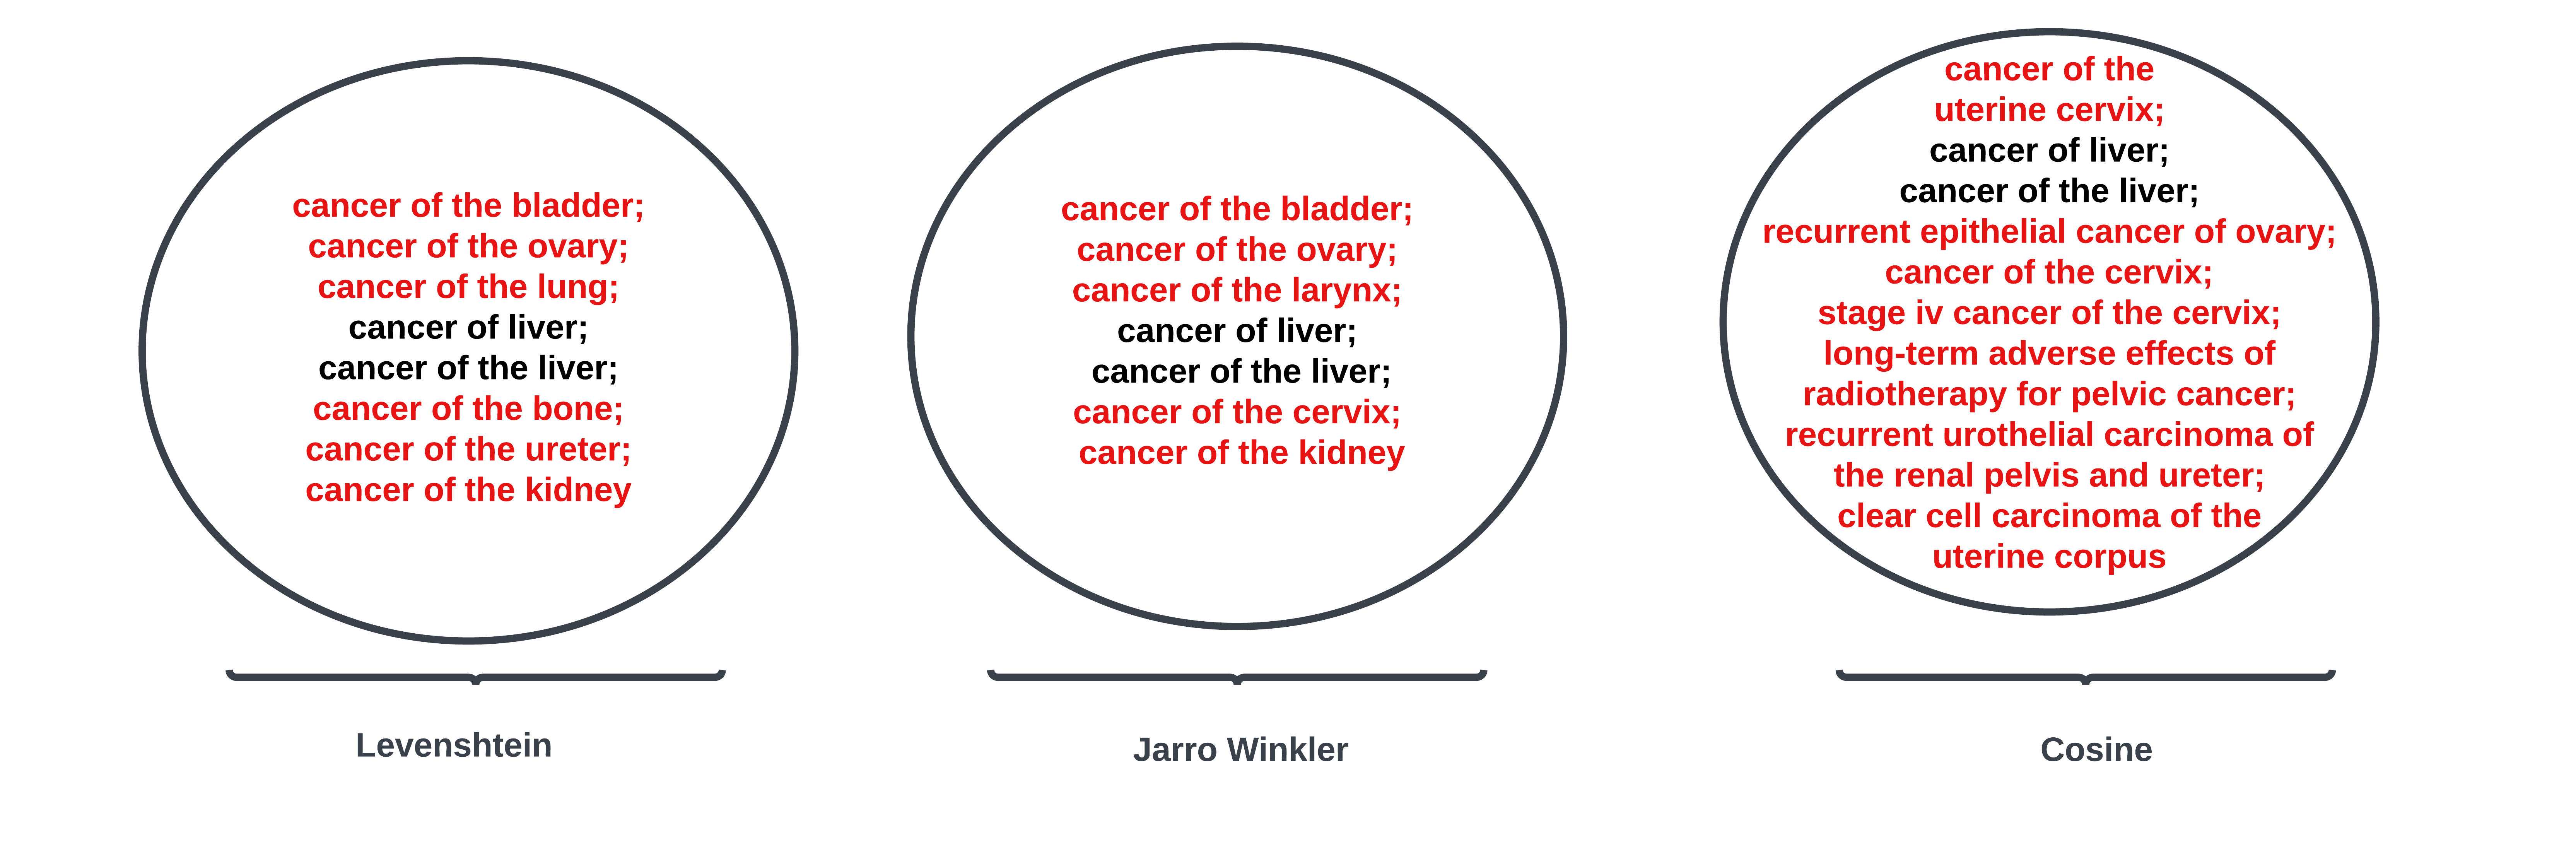 cancer of the bladder;
cancer of the ovary;
cancer of the lung;
cancer of liver;
cancer of the liver;
cancer of the bone;
cancer of the ureter;
cancer of the kidney
Levenshtein
cancer of the bladder;
cancer of the ovary;
cancer of the larynx;
cancer of liver;
cancer of the liver;
cancer of the cervix;
cancer of the kidney
Jarro Winkler
cancer of the
uterine cervix;
cancer of liver;
cancer of the liver;
recurrent epithelial cancer of ovary;
cancer of the cervix;
stage iv cancer of the cervix;
long-term adverse effects of
radiotherapy for pelvic cancer;
recurrent urothelial carcinoma of
the renal pelvis and ureter;
clear cell carcinoma of the
uterine corpus
Cosine